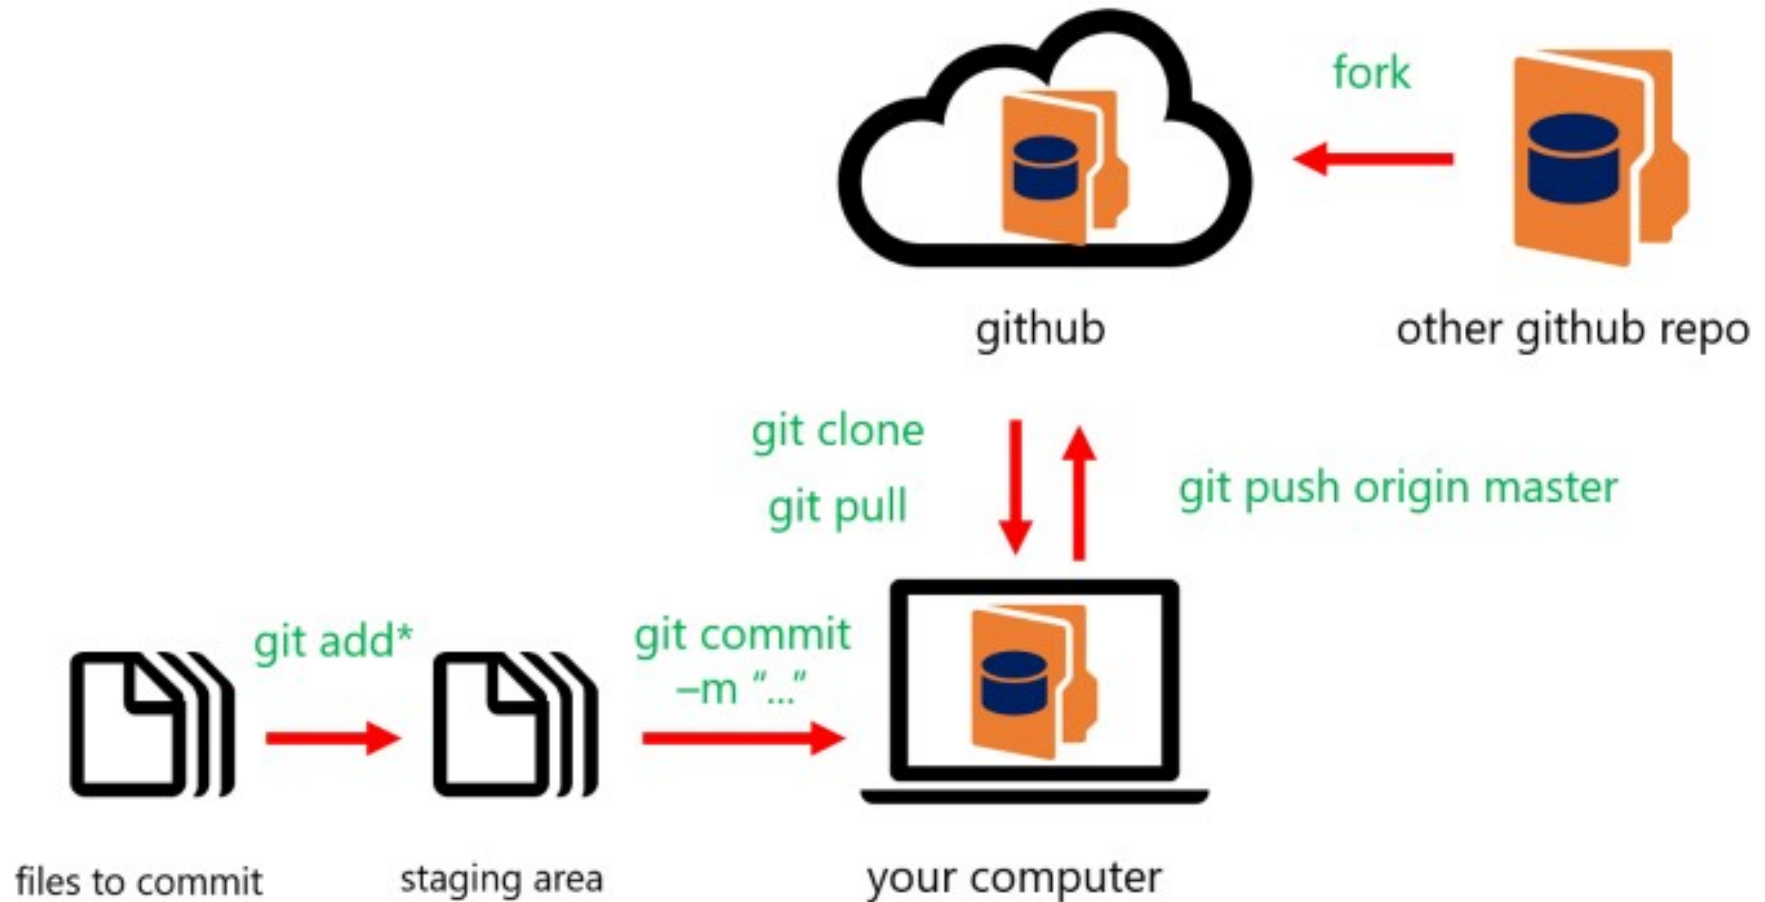 fork
github
other github repo
git clone
git pull
git push origin master
git add*
git commit
–m “...”
files to commit
staging area
your computer